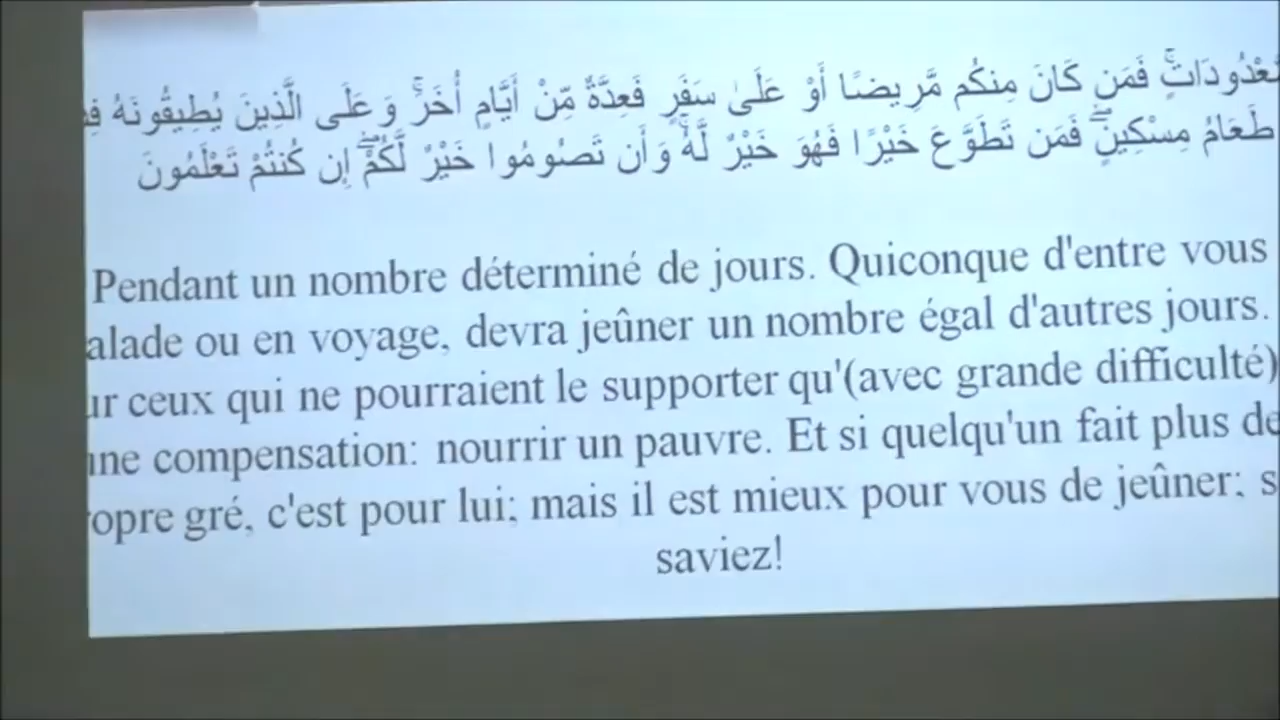 فَمَن كَانَ مِنكُم مَّرِيضًا أَوْ عَلَىٰ سَفَرٍ فَعِدَّةٌ مِّنْ أَيَّامٍ أُخَرَ ۚ وَعَلَى الَّذِينَ يُطِيقُونَهُ
طَعَامُ مِسْكِينٍ ۖ فَمَن تَطَوَّعَ خَيْرًا فَهُوَ خَيْرٌ لَّهُ ۚ وَأَن تَصُومُوا خَيْرٌ لَّكُمْ ۖ إِن كُنتُمْ تَعْلَمُونَ
Pendant un nombre déterminé de jours. Quiconque d'entre vous
alade ou en voyage, devra jeûner un nombre égal d'autres jours.
ur ceux qui ne pourraient le supporter qu'(avec grande difficulté)
une compensation: nourrir un pauvre. Et si quelqu'un fait plus de
opre gré, c'est pour lui; mais il est mieux pour vous de jeûner; s
saviez!